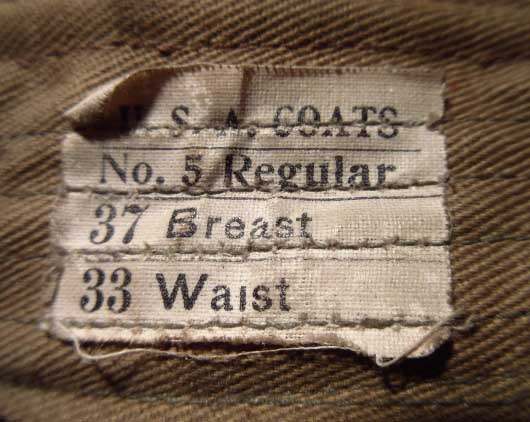 U. S. A. COATS
No. 5 Regular
37 Breast
33 Waist